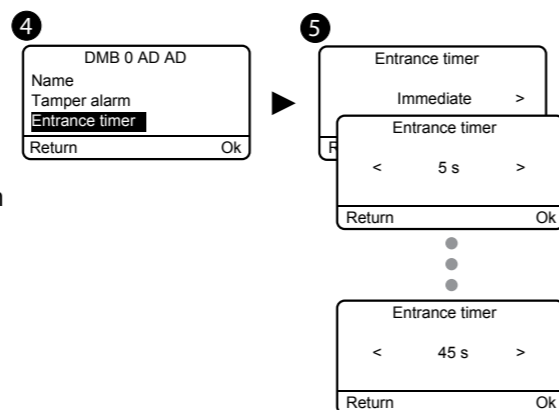 4
DMB 0 AD AD
Name
Tamper alarm
Entrance timer
Return Ok
5
Entrance timer
Immediate >
Entrance timer
< 5 s >
Return Ok
Entrance timer
< 45 s >
Return Ok